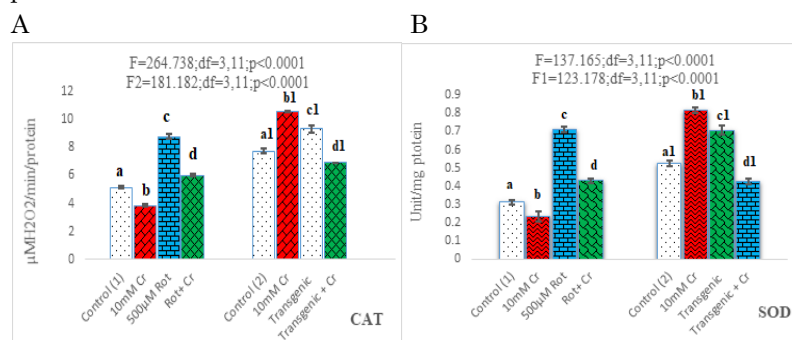 A
B
F=264.738;df=3,11;p<0.0001
F2=181.182;df=3,11;p<0.0001
12
10
8
6
4
2
0
µMH2O2/min/protein
a
b
c
d
a1
b1
c1
d1
Control (1)
10mM Cr
500µM Rot
Rot+ Cr
Control (2)
10mM Cr
Transgenic
Transgenic + Cr
CAT
F=137.165;df=3,11;p<0.0001
F1=123.178;df=3,11;p<0.0001
0.9
0.8
0.7
0.6
0.5
0.4
0.3
0.2
0.1
0
Unit/mg ptotein
a
b
c
d
a1
b1
c1
d1
Control (1)
10mM Cr
500µM Rot
Rot+ Cr
Control (2)
10mM Cr
Transgenic
Transgenic + Cr
SOD